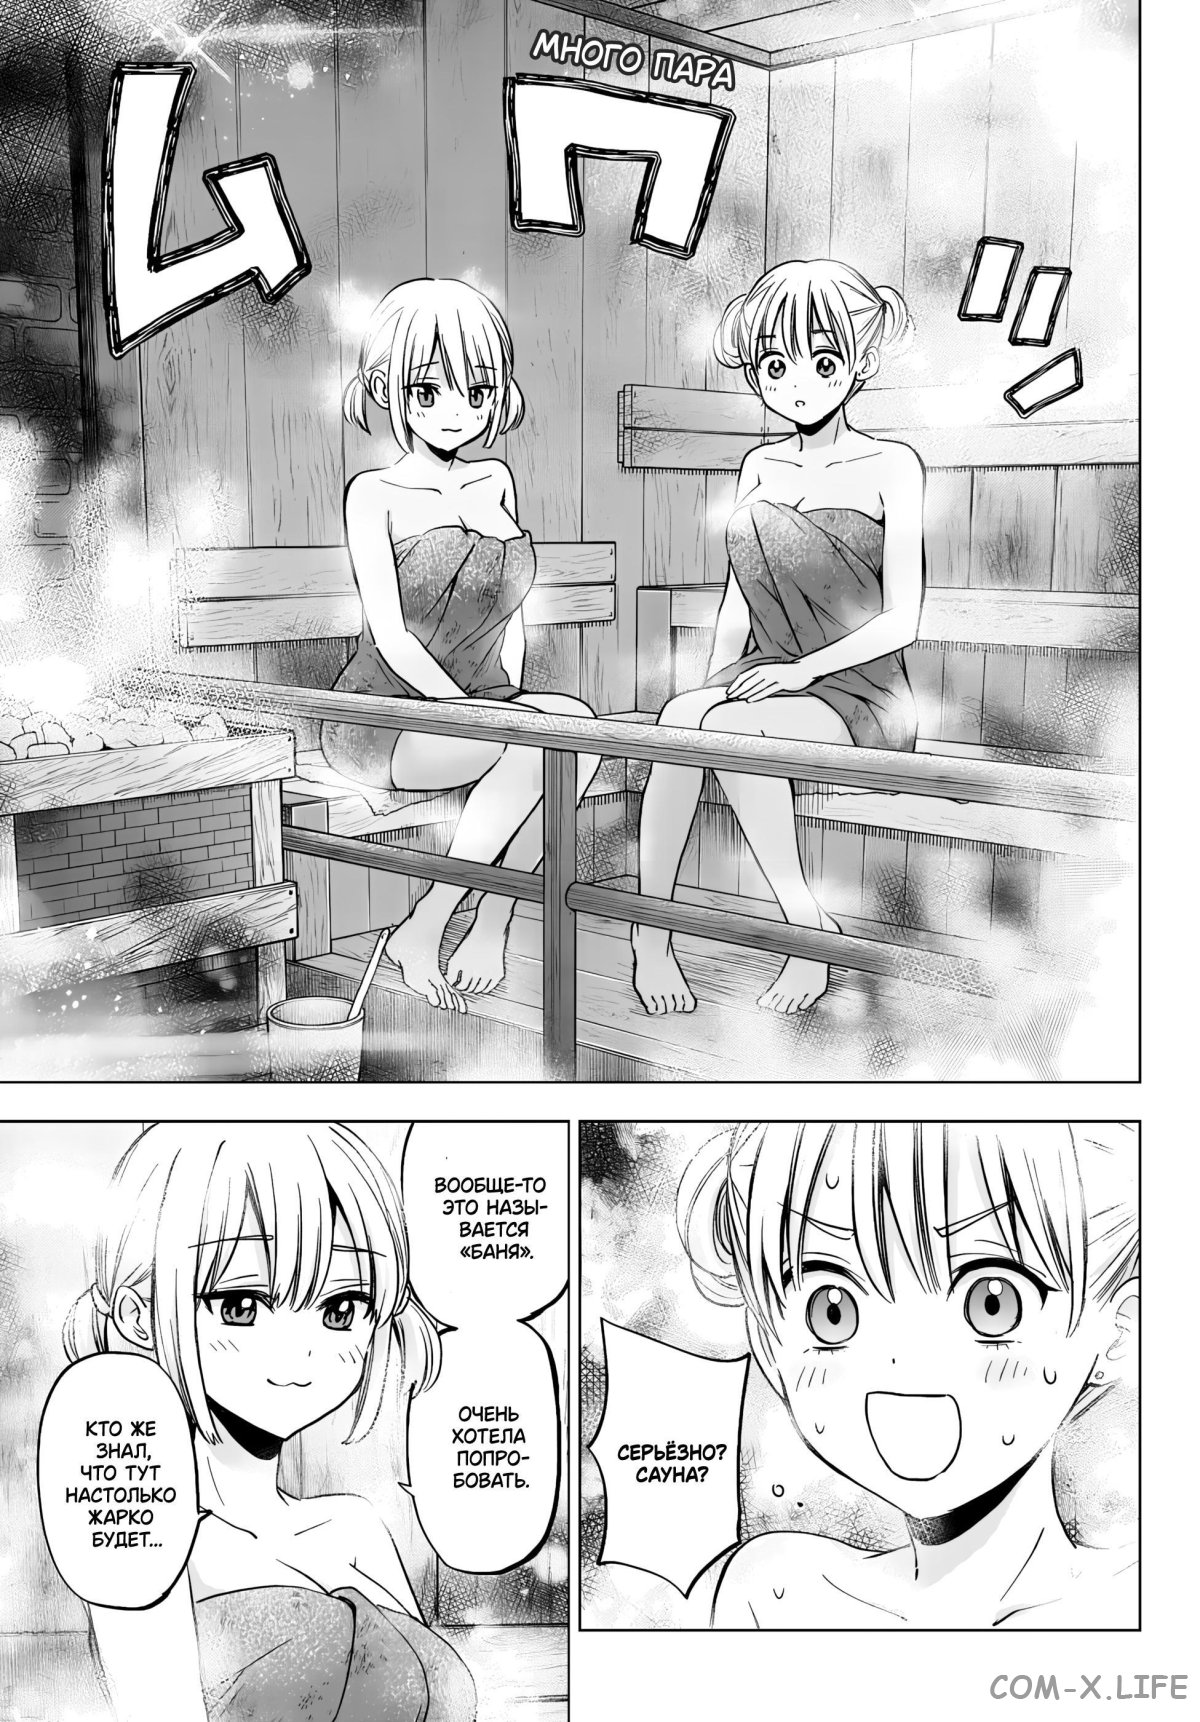 МНОГО ПАРА
ムワッ…
СЕРЬЁЗНО?
САУНА?
ВООБЩЕ-ТО
ЭТО НАЗЫ-
ВАЕТСЯ
«БАНЯ».
ОЧЕНЬ
ХОТЕЛА
ПОПРО-
БОВАТЬ.
КТО ЖЕ
ЗНАЛ,
ЧТО ТУТ
НАСТОЛЬКО
ЖАРКО
БУДЕТ...
COM-X.LIFE